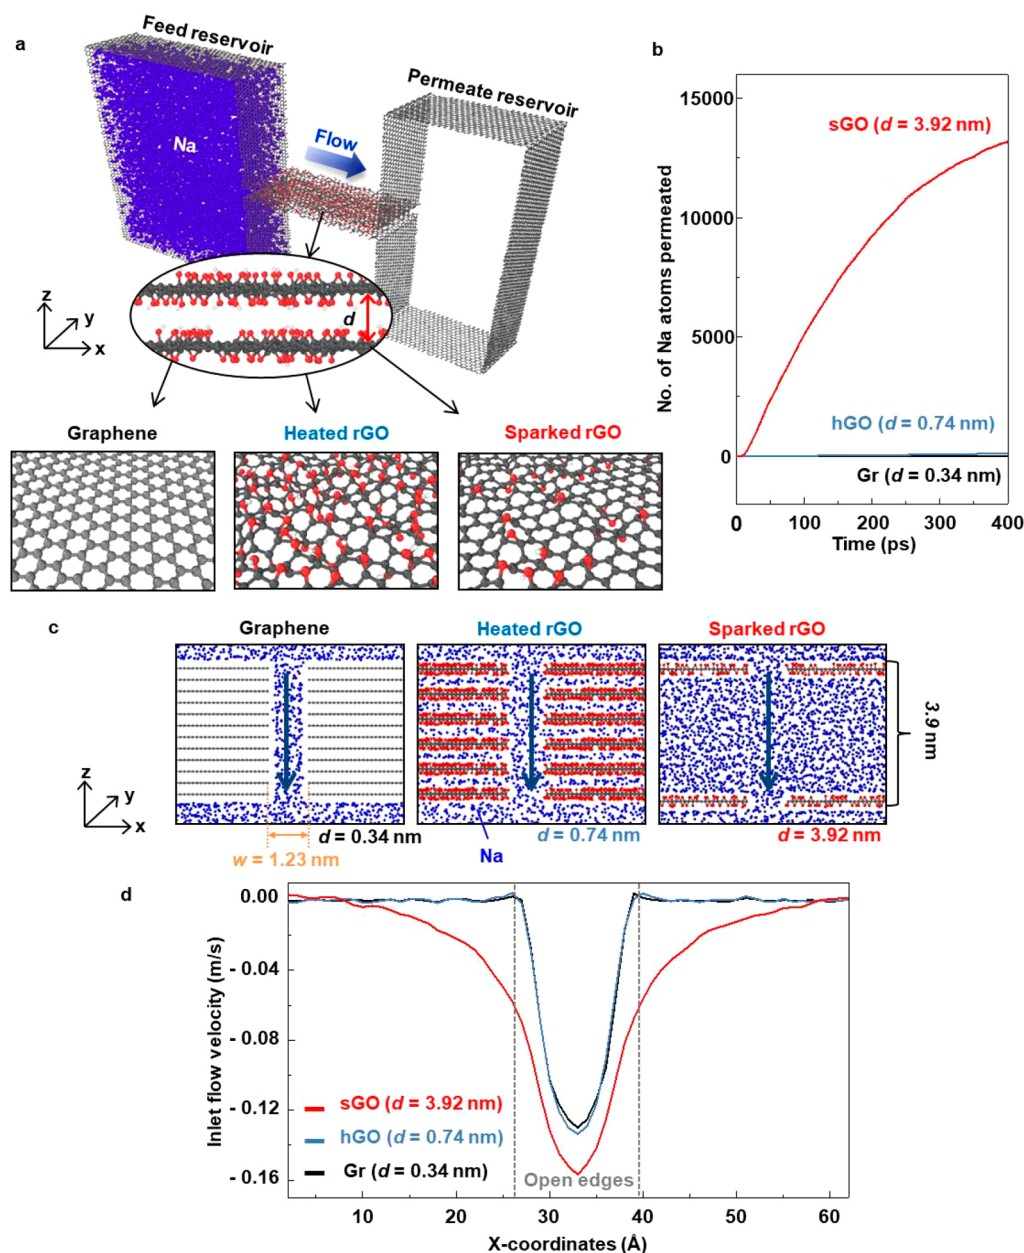 a
Feed reservoir
Permeate reservoir
Na
Flow
d
z
y
x
Graphene
Heated rGO
Sparked rGO
b
No. of Na atoms permeated
15000
10000
5000
0
sGO (d = 3.92 nm)
hGO (d = 0.74 nm)
Gr (d = 0.34 nm)
0 100 200 300 400
Time (ps)
c
Graphene
Heated rGO
Sparked rGO
3.9 nm
z
y
x
d = 0.34 nm
w = 1.23 nm
Na
d = 0.74 nm
d = 3.92 nm
d
Inlet flow velocity (m/s)
0.00
- 0.04
- 0.08
- 0.12
- 0.16
sGO (d = 3.92 nm)
hGO (d = 0.74 nm)
Gr (d = 0.34 nm)
Open edges
10 20 30 40 50 60
X-coordinates (Å)